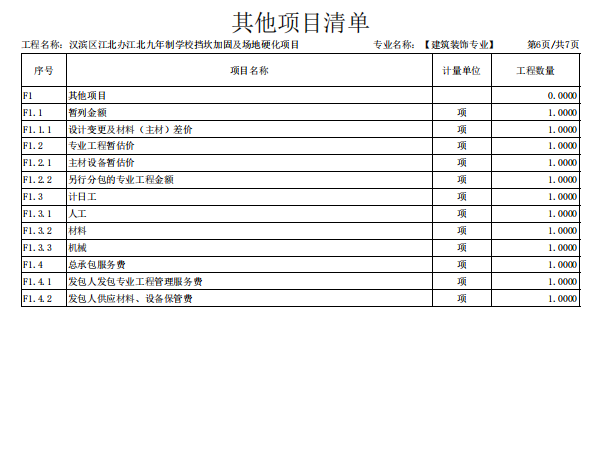 其他项目清单
工程名称：汉滨区江北办江北九年制学校挡坎加固及场地硬化项目 专业名称：【建筑装饰专业】 第6页/共7页
序号 项目名称 计量单位 工程数量
F1 其他项目 0.0000
F1.1 暂列金额 项 1.0000
F1.1.1 设计变更及材料（主材）差价 项 1.0000
F1.2 专业工程暂估价 项 1.0000
F1.2.1 主材设备暂估价 项 1.0000
F1.2.2 另行分包的专业工程金额 项 1.0000
F1.3 计日工 项 1.0000
F1.3.1 人工 项 1.0000
F1.3.2 材料 项 1.0000
F1.3.3 机械 项 1.0000
F1.4 总承包服务费 项 1.0000
F1.4.1 发包人发包专业工程管理服务费 项 1.0000
F1.4.2 发包人供应材料、设备保管费 项 1.0000